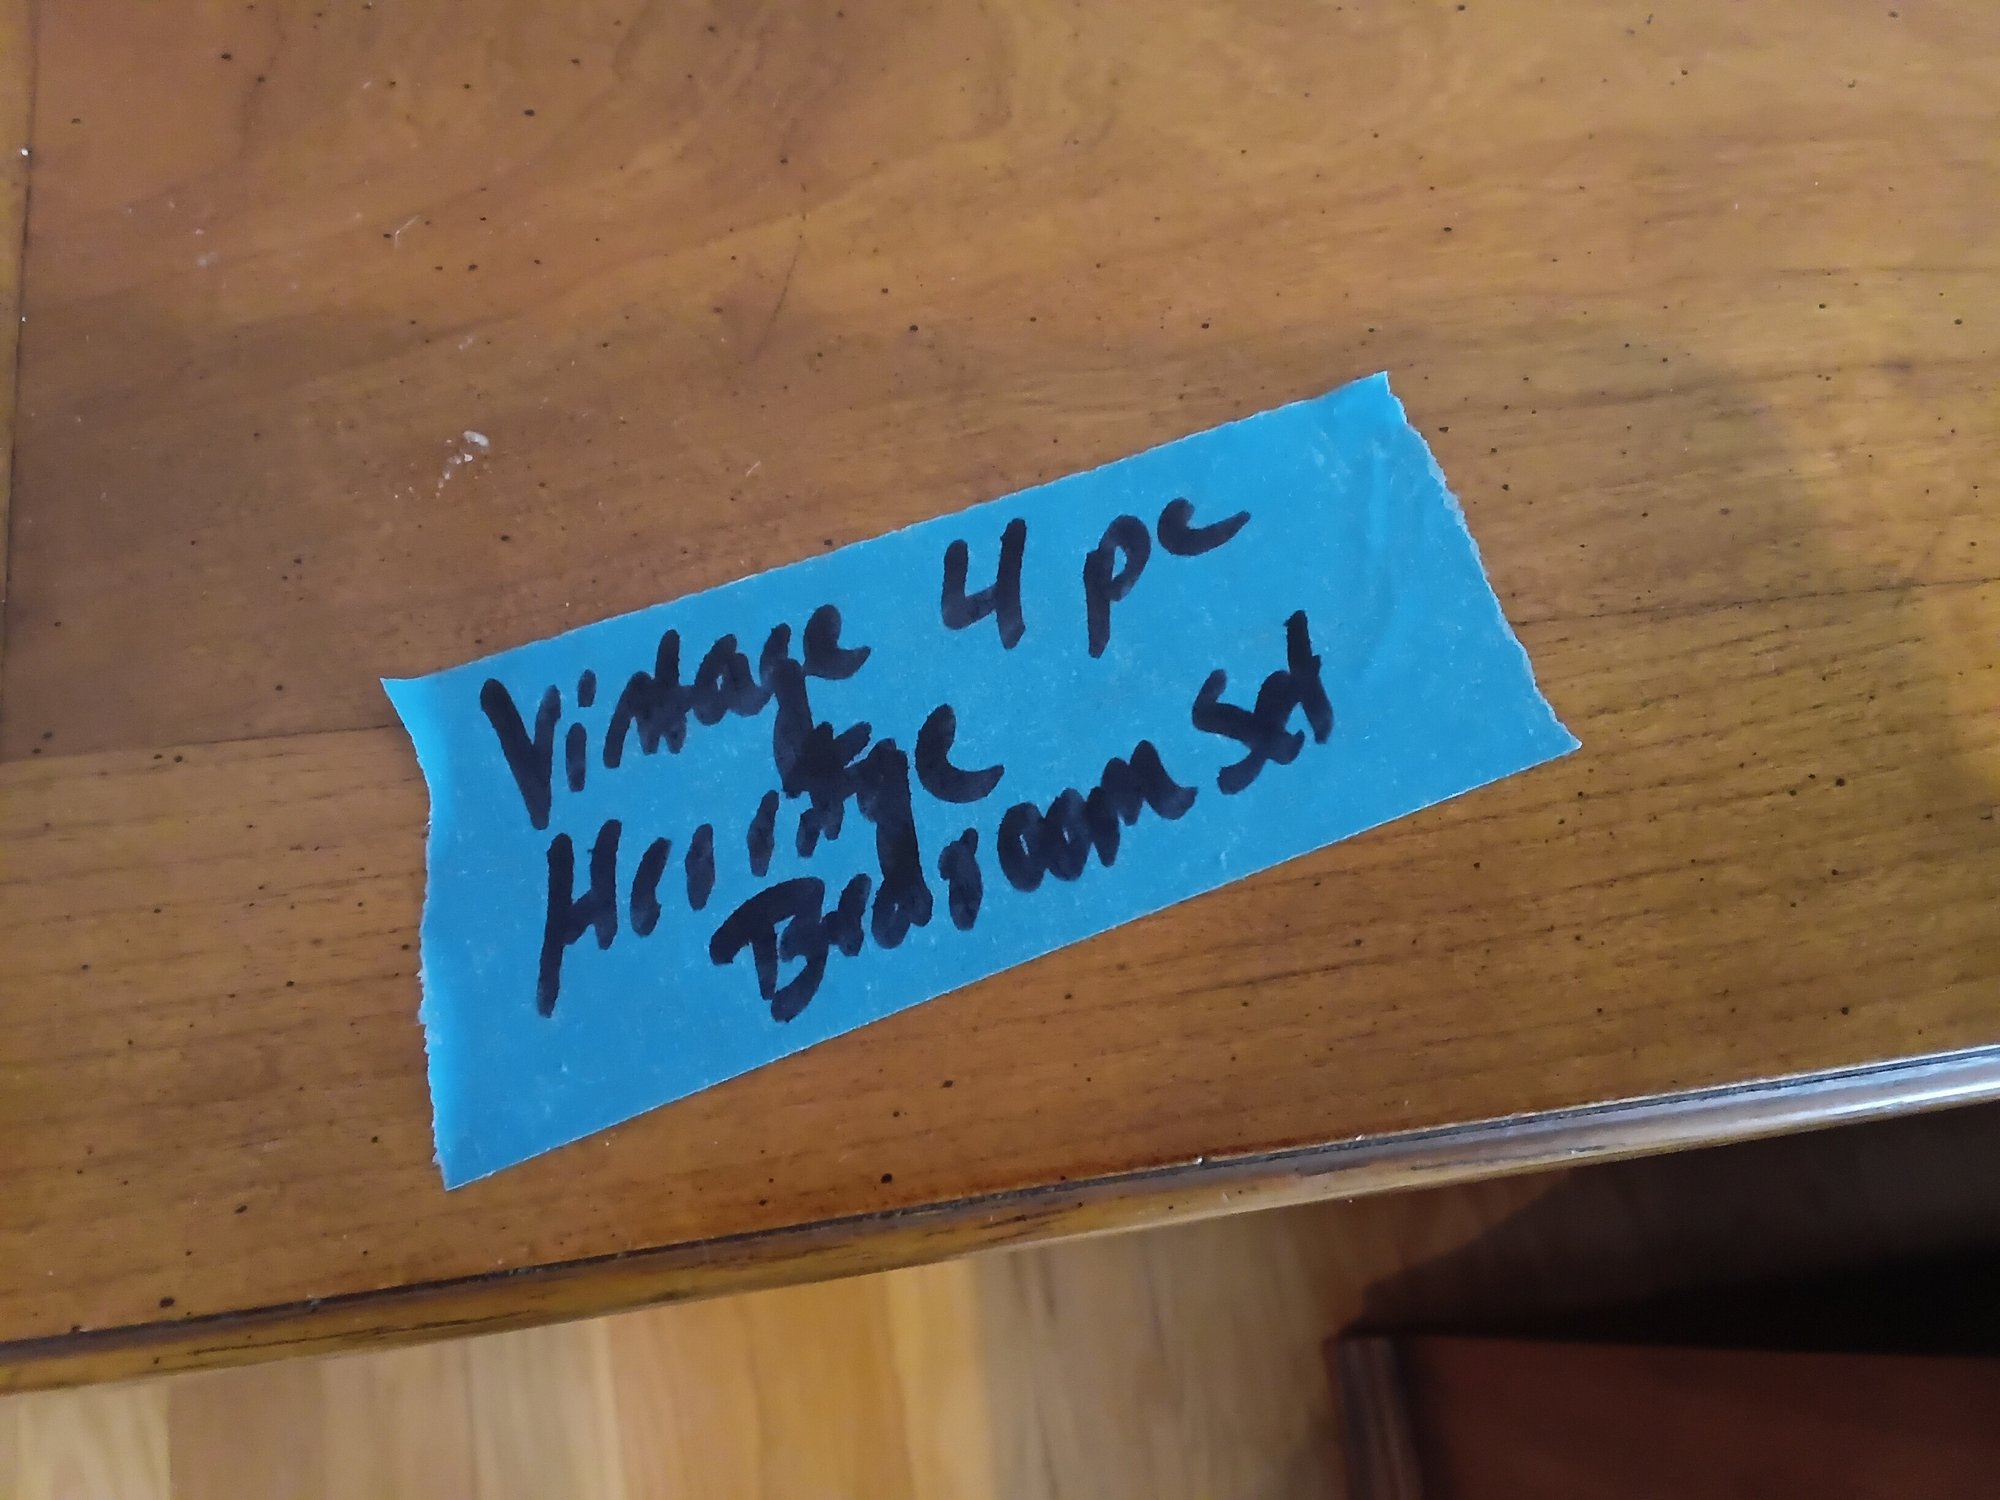 Vintage 4 pc
Heritage
Bedroom Set